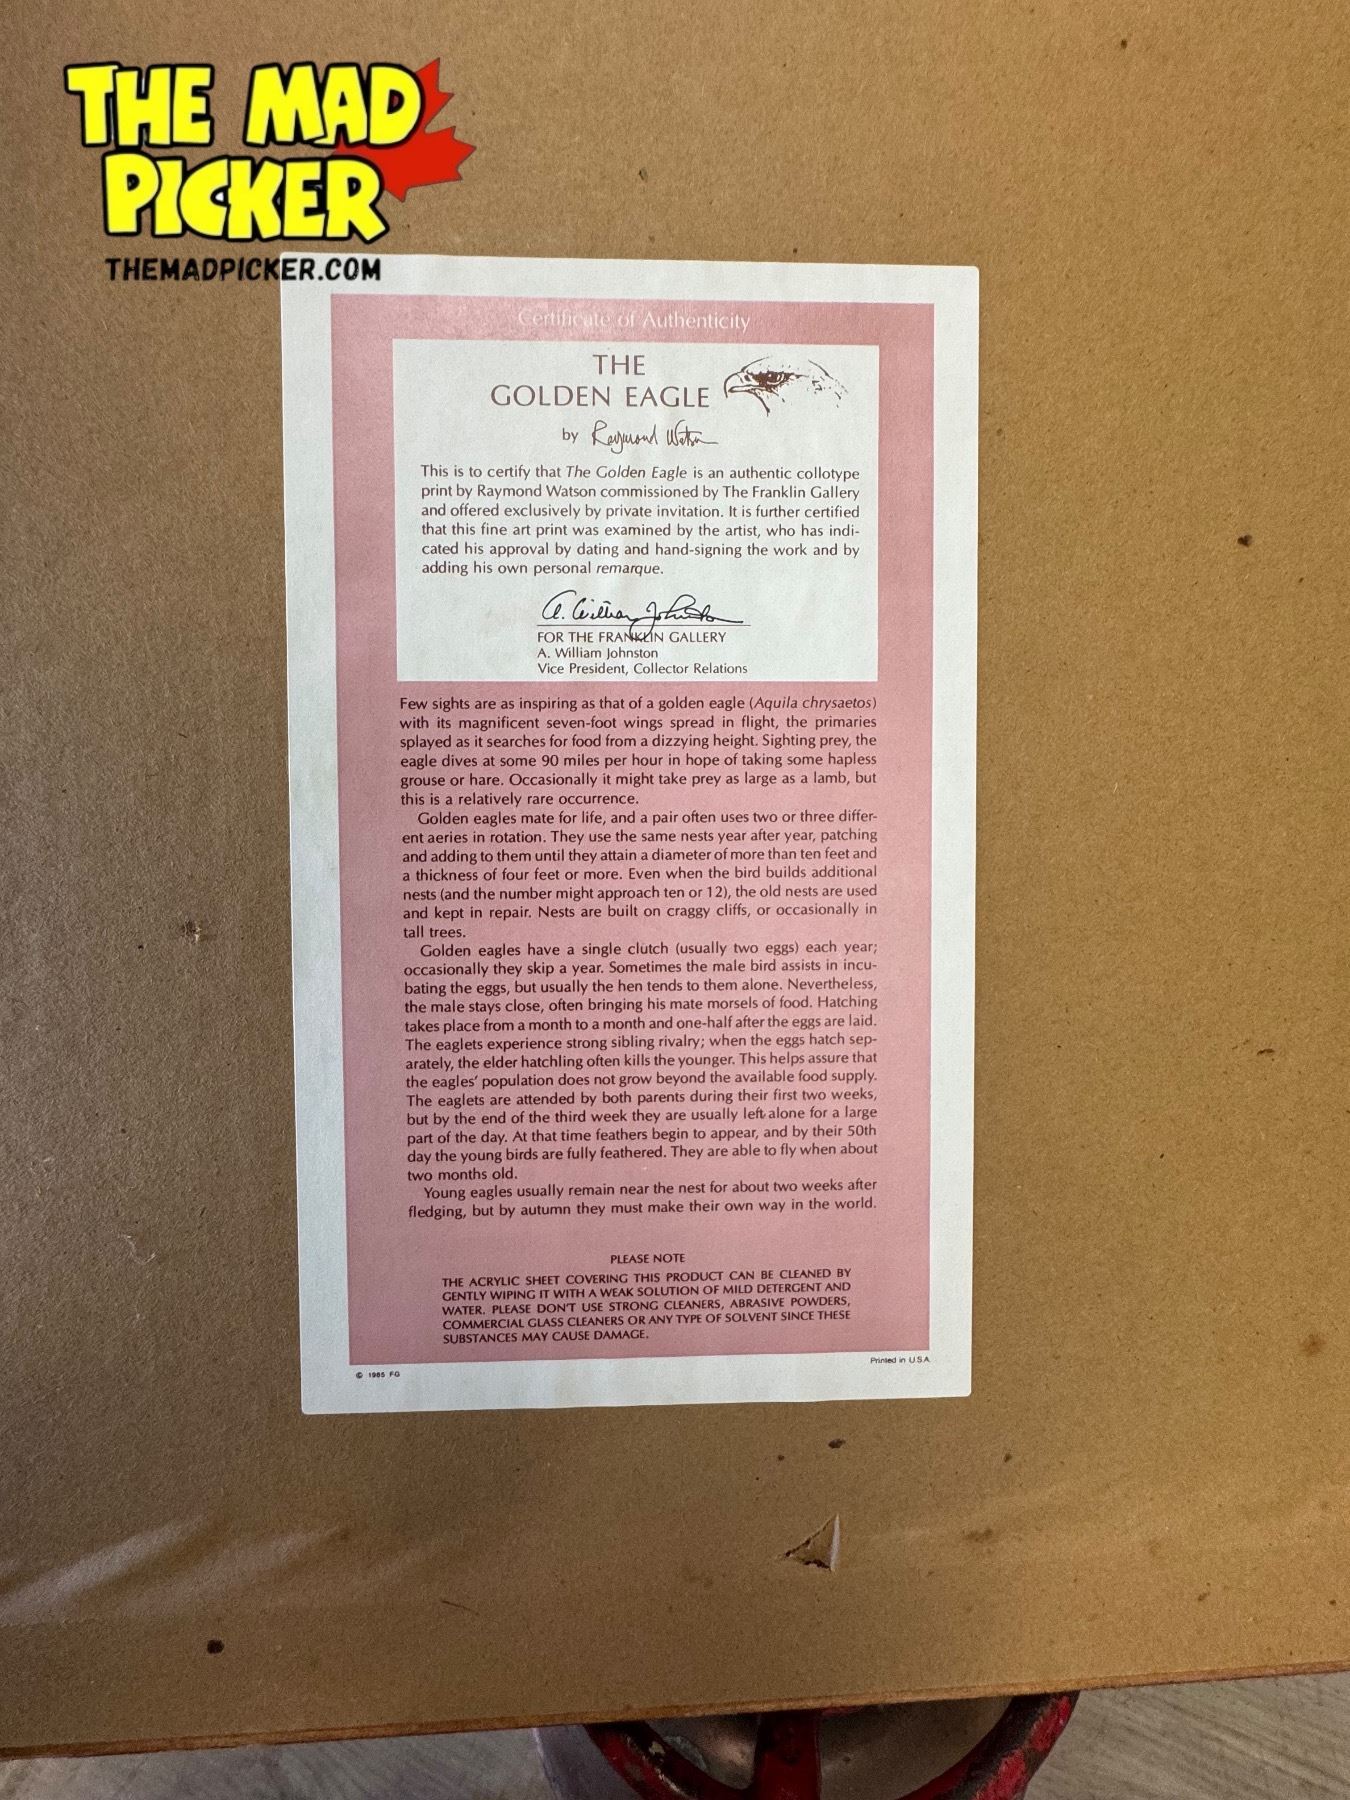 THE MAD
PICKER
THEMADPICKER.COM
Certificate of Authenticity
THE
GOLDEN EAGLE
by Raymond Watson
This is to certify that The Golden Eagle is an authentic collotype
print by Raymond Watson commissioned by The Franklin Gallery
and offered exclusively by private invitation. It is further certified
that this fine art print was examined by the artist, who has indi-
cated his approval by dating and hand-signing the work and by
adding his own personal remarque.
A. William Johnston
FOR THE FRANKLIN GALLERY
A. William Johnston
Vice President, Collector Relations
Few sights are as inspiring as that of a golden eagle (Aquila chrysaetos)
with its magnificent seven-foot wings spread in flight, the primaries
splayed as it searches for food from a dizzying height. Sighting prey, the
eagle dives at some 90 miles per hour in hope of taking some hapless
grouse or hare. Occasionally it might take prey as large as a lamb, but
this is a relatively rare occurrence.
Golden eagles mate for life, and a pair often uses two or three differ-
ent aeries in rotation. They use the same nests year after year, patching
and adding to them until they attain a diameter of more than ten feet and
a thickness of four feet or more. Even when the bird builds additional
nests (and the number might approach ten or 12), the old nests are used
and kept in repair. Nests are built on craggy cliffs, or occasionally in
tall trees.
Golden eagles have a single clutch (usually two eggs) each year;
occasionally they skip a year. Sometimes the male bird assists in incu-
bating the eggs, but usually the hen tends to them alone. Nevertheless,
the male stays close, often bringing his mate morsels of food. Hatching
takes place from a month to a month and one-half after the eggs are laid.
The eaglets experience strong sibling rivalry; when the eggs hatch sep-
arately, the elder hatchling often kills the younger. This helps assure that
the eagles' population does not grow beyond the available food supply.
The eaglets are attended by both parents during their first two weeks,
but by the end of the third week they are usually left alone for a large
part of the day. At that time feathers begin to appear, and by their 50th
day the young birds are fully feathered. They are able to fly when about
two months old.
Young eagles usually remain near the nest for about two weeks after
fledging, but by autumn they must make their own way in the world.
PLEASE NOTE
THE ACRYLIC SHEET COVERING THIS PRODUCT CAN BE CLEANED BY
GENTLY WIPING IT WITH A WEAK SOLUTION OF MILD DETERGENT AND
WATER. PLEASE DON'T USE STRONG CLEANERS, ABRASIVE POWDERS,
COMMERCIAL GLASS CLEANERS OR ANY TYPE OF SOLVENT SINCE THESE
SUBSTANCES MAY CAUSE DAMAGE.
© 1985 FG
Printed in U.S.A.